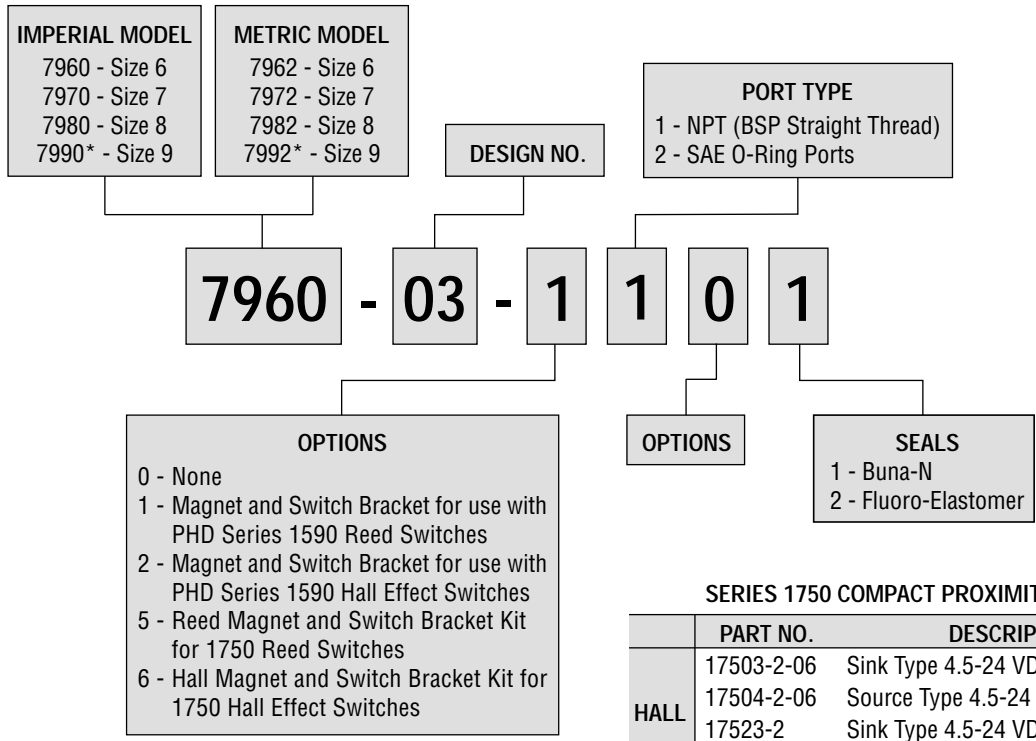 IMPERIAL MODEL
7960 - Size 6
7970 - Size 7
7980 - Size 8
7990* - Size 9
METRIC MODEL
7962 - Size 6
7972 - Size 7
7982 - Size 8
7992* - Size 9
DESIGN NO.
PORT TYPE
1 - NPT (BSP Straight Thread)
2 - SAE O-Ring Ports
7960 - 03 - 1 1 0 1
OPTIONS
0 - None
1 - Magnet and Switch Bracket for use with
PHD Series 1590 Reed Switches
2 - Magnet and Switch Bracket for use with
PHD Series 1590 Hall Effect Switches
5 - Reed Magnet and Switch Bracket Kit
for 1750 Reed Switches
6 - Hall Magnet and Switch Bracket Kit for
1750 Hall Effect Switches
OPTIONS
SEALS
1 - Buna-N
2 - Fluoro-Elastomer
SERIES 1750 COMPACT PROXIMIT
PART NO. DESCRIP
HALL
17503-2-06 Sink Type 4.5-24 VD
17504-2-06 Source Type 4.5-24
17523-2 Sink Type 4.5-24 VD